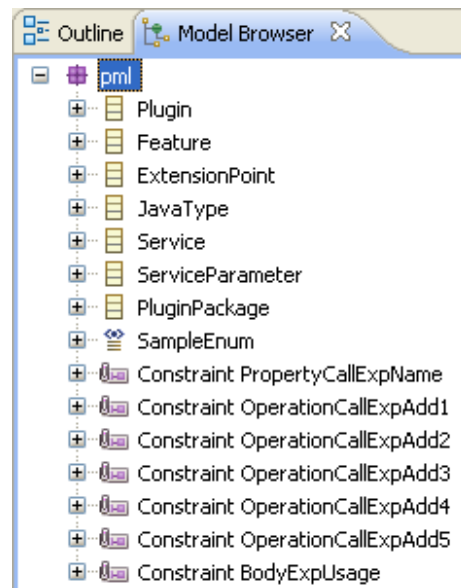 Outline Model Browser
pml
Plugin
Feature
ExtensionPoint
JavaType
Service
ServiceParameter
PluginPackage
SampleEnum
Constraint PropertyCallExpName
Constraint OperationCallExpAdd1
Constraint OperationCallExpAdd2
Constraint OperationCallExpAdd3
Constraint OperationCallExpAdd4
Constraint OperationCallExpAdd5
Constraint BodyExpUsage